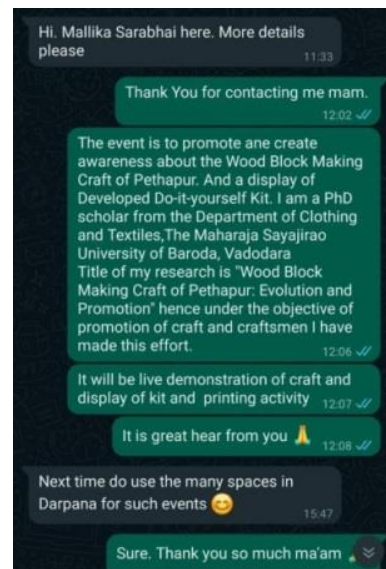 Hi. Mallika Sarabhai here. More details
please
11:33
Thank You for contacting me mam.
12:02
The event is to promote ane create
awareness about the Wood Block Making
Craft of Pethapur. And a display of
Developed Do-it-yourself Kit. I am a PhD
scholar from the Department of Clothing
and Textiles,The Maharaja Sayajirao
University of Baroda, Vadodara
Title of my research is "Wood Block
Making Craft of Pethapur: Evolution and
Promotion" hence under the objective of
promotion of craft and craftsmen I have
made this effort.
12:06
It will be live demonstration of craft and
display of kit and printing activity 12:07
It is great hear from you 🙏 12:08
Next time do use the many spaces in
Darpana for such events 😊
15:47
Sure. Thank you so much ma'am